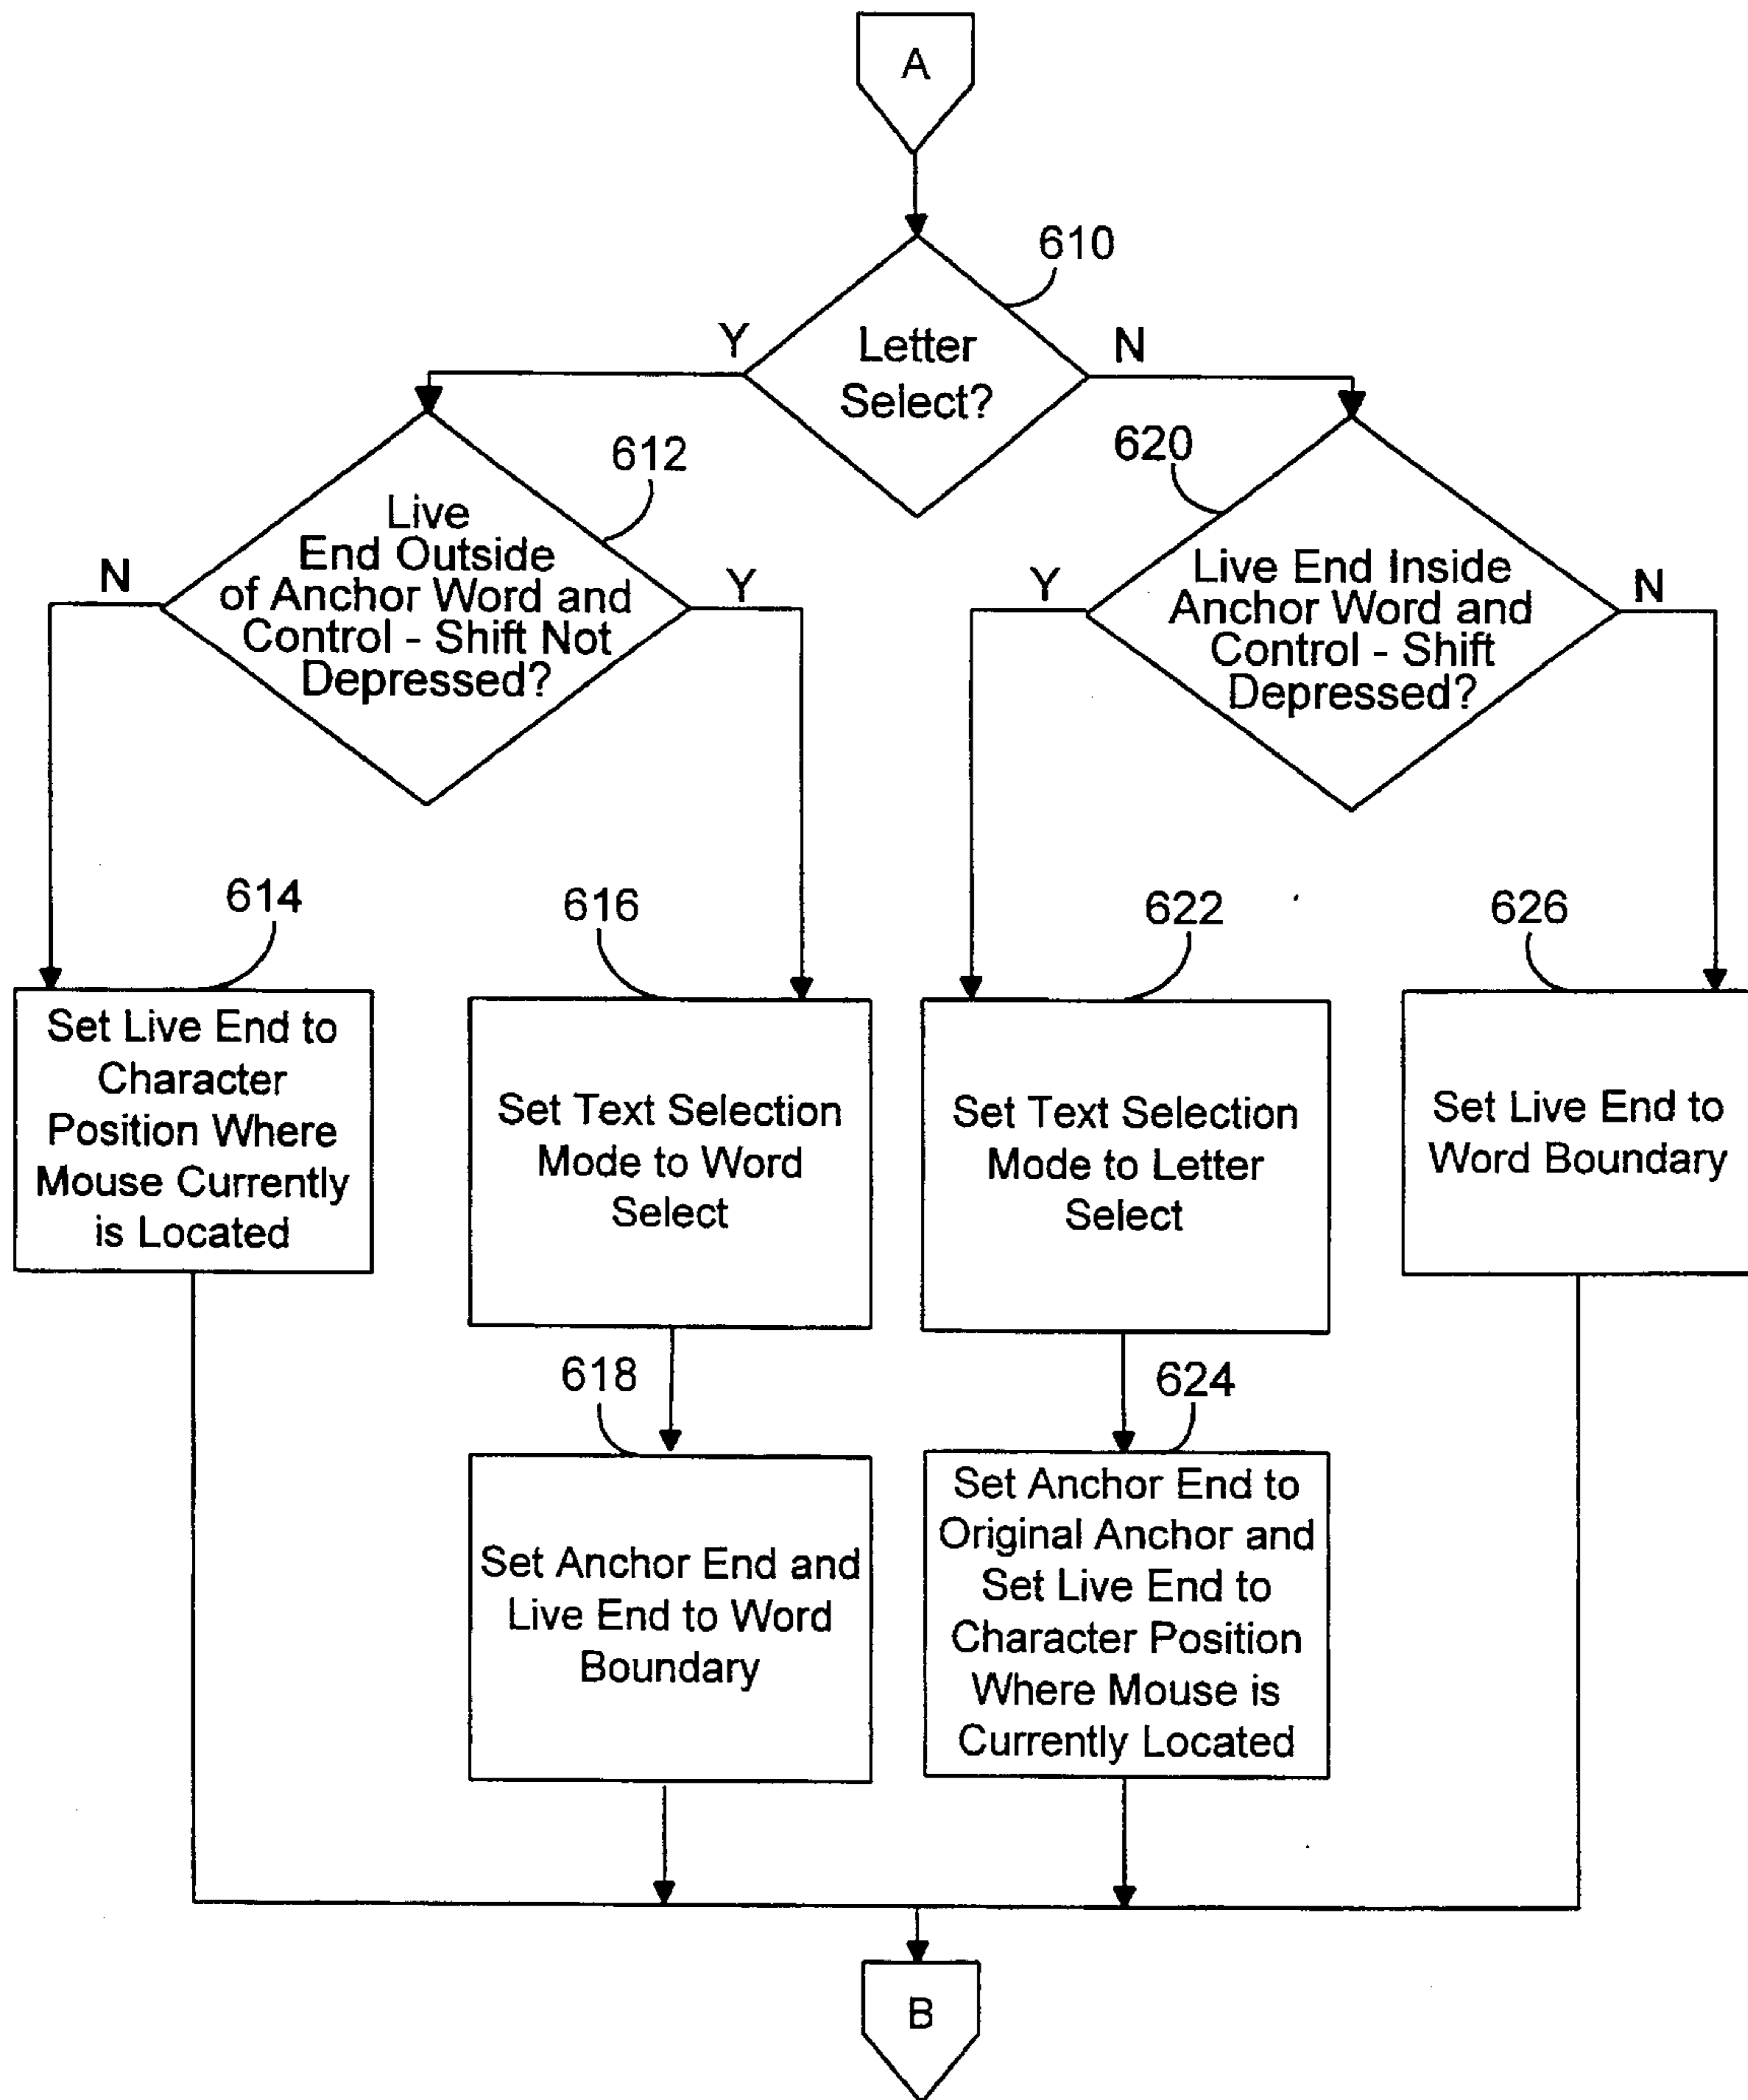 A
610
Y
Letter
Select?
N
612
Live
End Outside
of Anchor Word and
Control - Shift Not
Depressed?
N
Y
620
Live End Inside
Anchor Word and
Control - Shift
Depressed?
Y
N
614
Set Live End to
Character
Position Where
Mouse Currently
is Located
616
Set Text Selection
Mode to Word
Select
622
Set Text Selection
Mode to Letter
Select
626
Set Live End to
Word Boundary
618
Set Anchor End and
Live End to Word
Boundary
624
Set Anchor End to
Original Anchor and
Set Live End to
Character Position
Where Mouse is
Currently Located
B